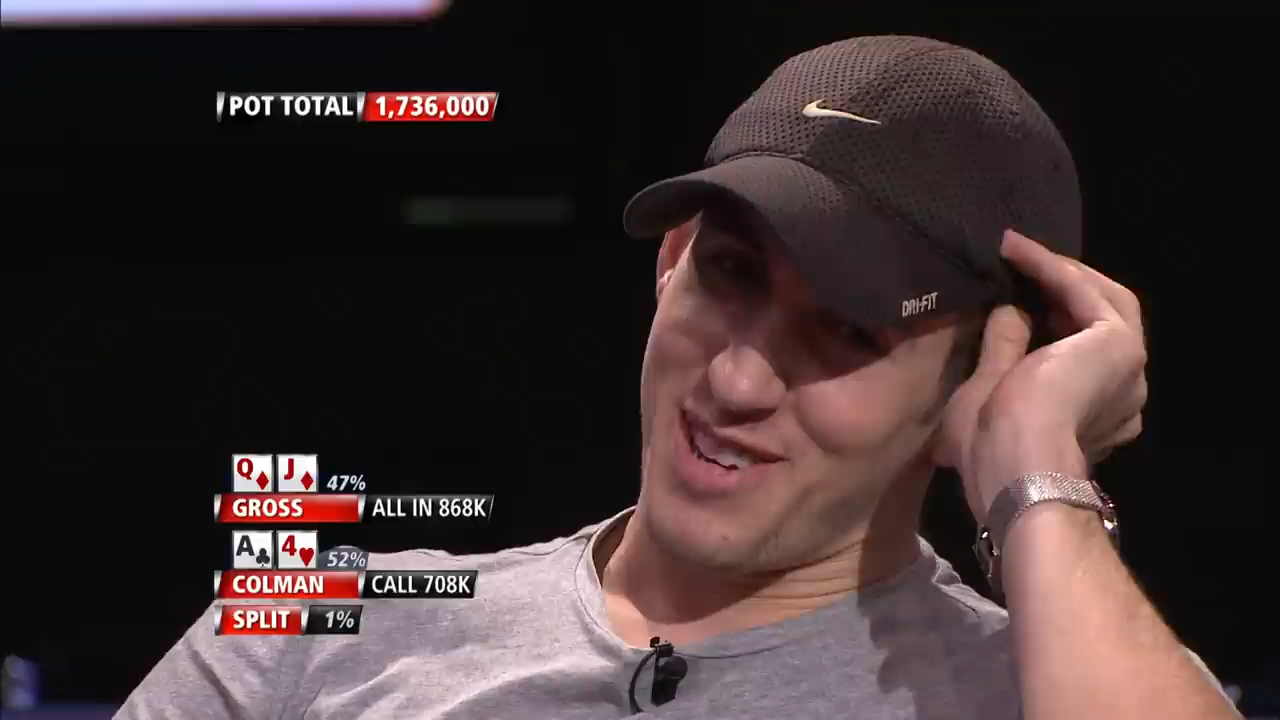 POT TOTAL 1,736,000
DRI-FIT
Q J 47%
GROSS ALL IN 868K
A 4 52%
COLMAN CALL 708K
SPLIT 1%